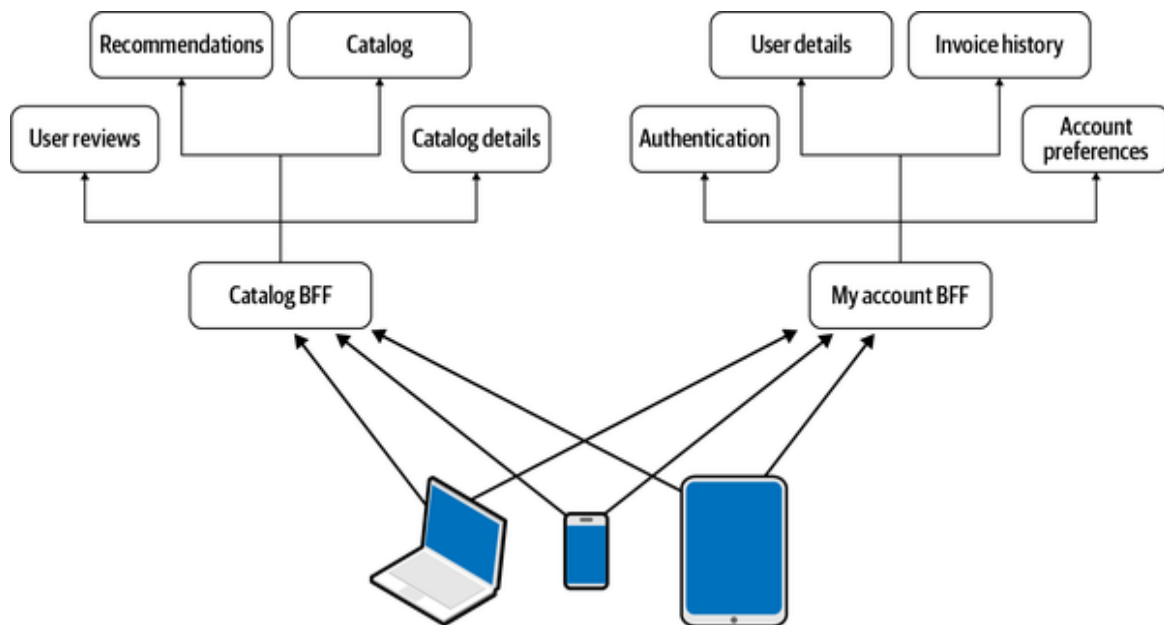 Recommendations
Catalog
User details
Invoice history
User reviews
Catalog details
Authentication
Account
preferences
Catalog BFF
My account BFF